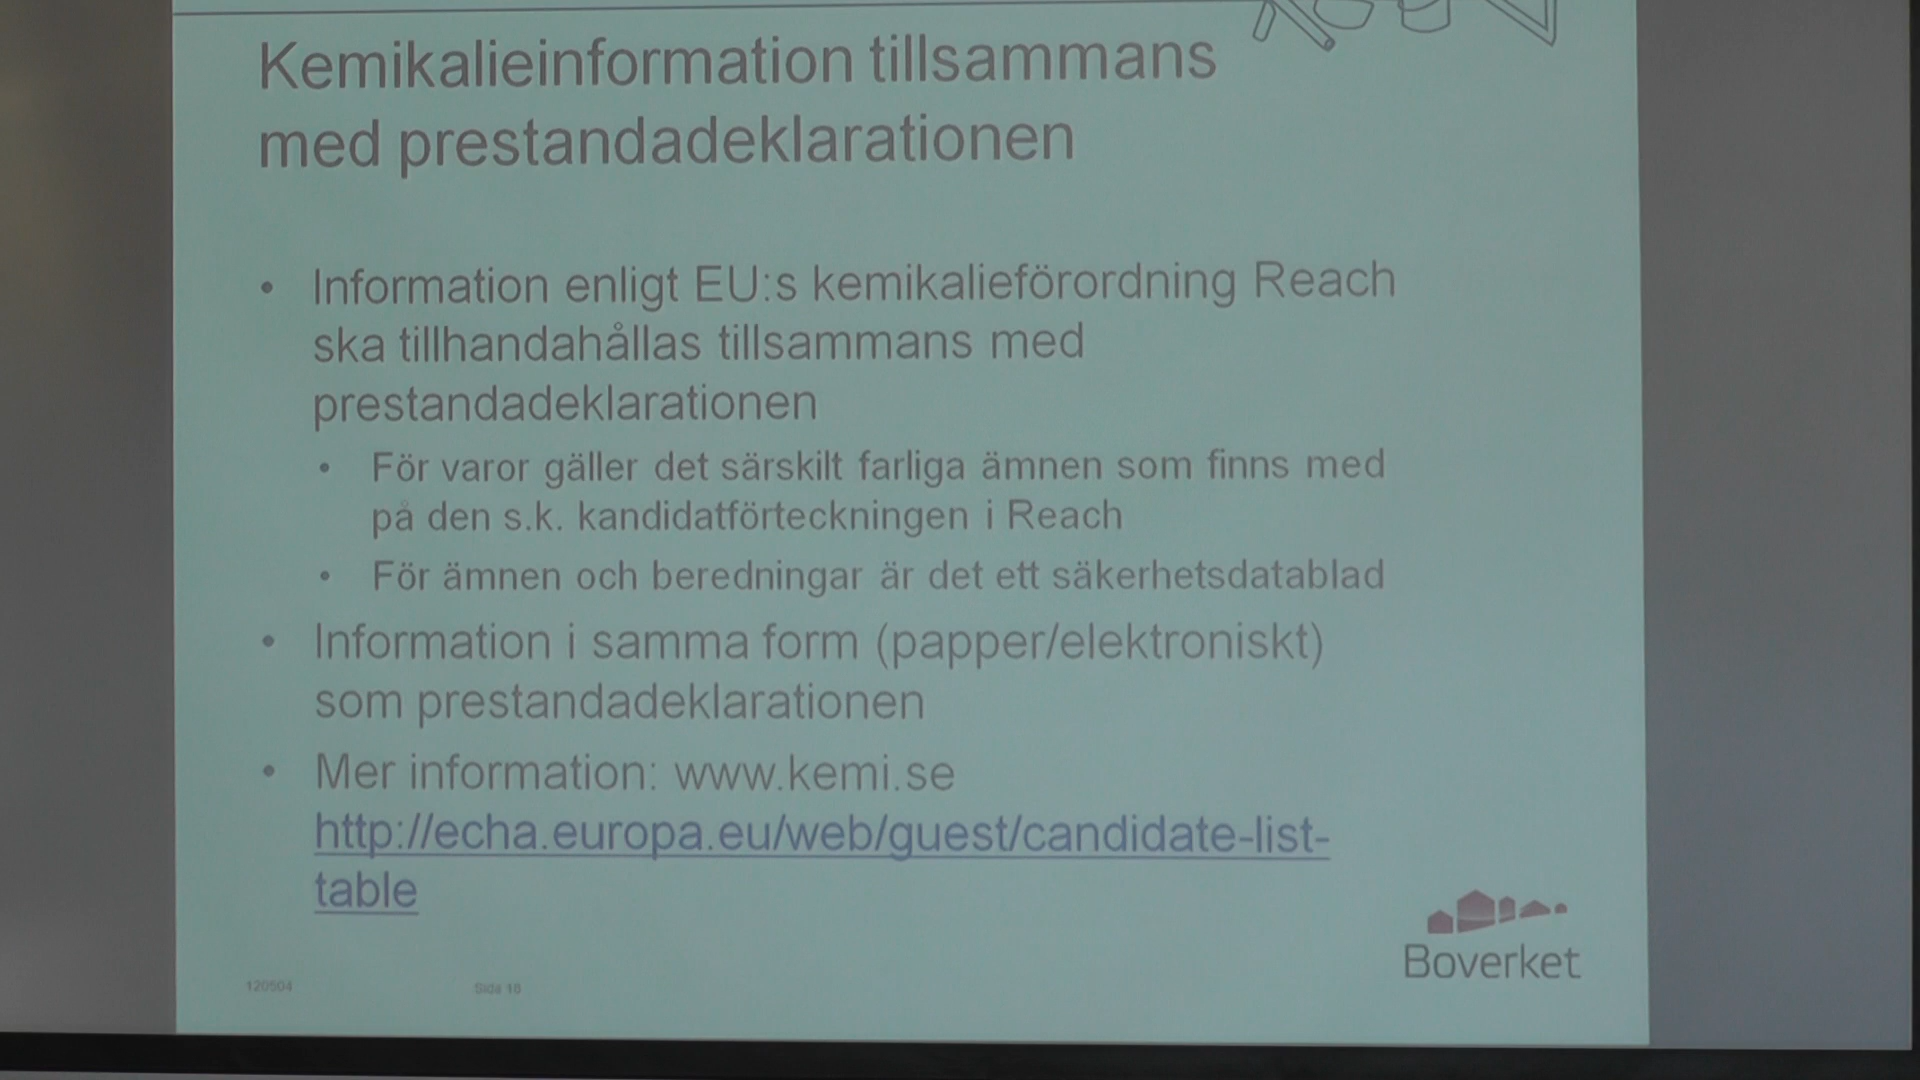 Kemikalieinformation tillsammans
med prestandadeklarationen
• Information enligt EU:s kemikalieförordning Reach
ska tillhandahållas tillsammans med
prestandadeklarationen
• För varor gäller det särskilt farliga ämnen som finns med
på den s.k. kandidatförteckningen i Reach
• För ämnen och beredningar är det ett säkerhetsdatablad
• Information i samma form (papper/elektroniskt)
som prestandadeklarationen
• Mer information: www.kemi.se
http://echa.europa.eu/web/guest/candidate-list-
table
Boverket
120504 Sida 18